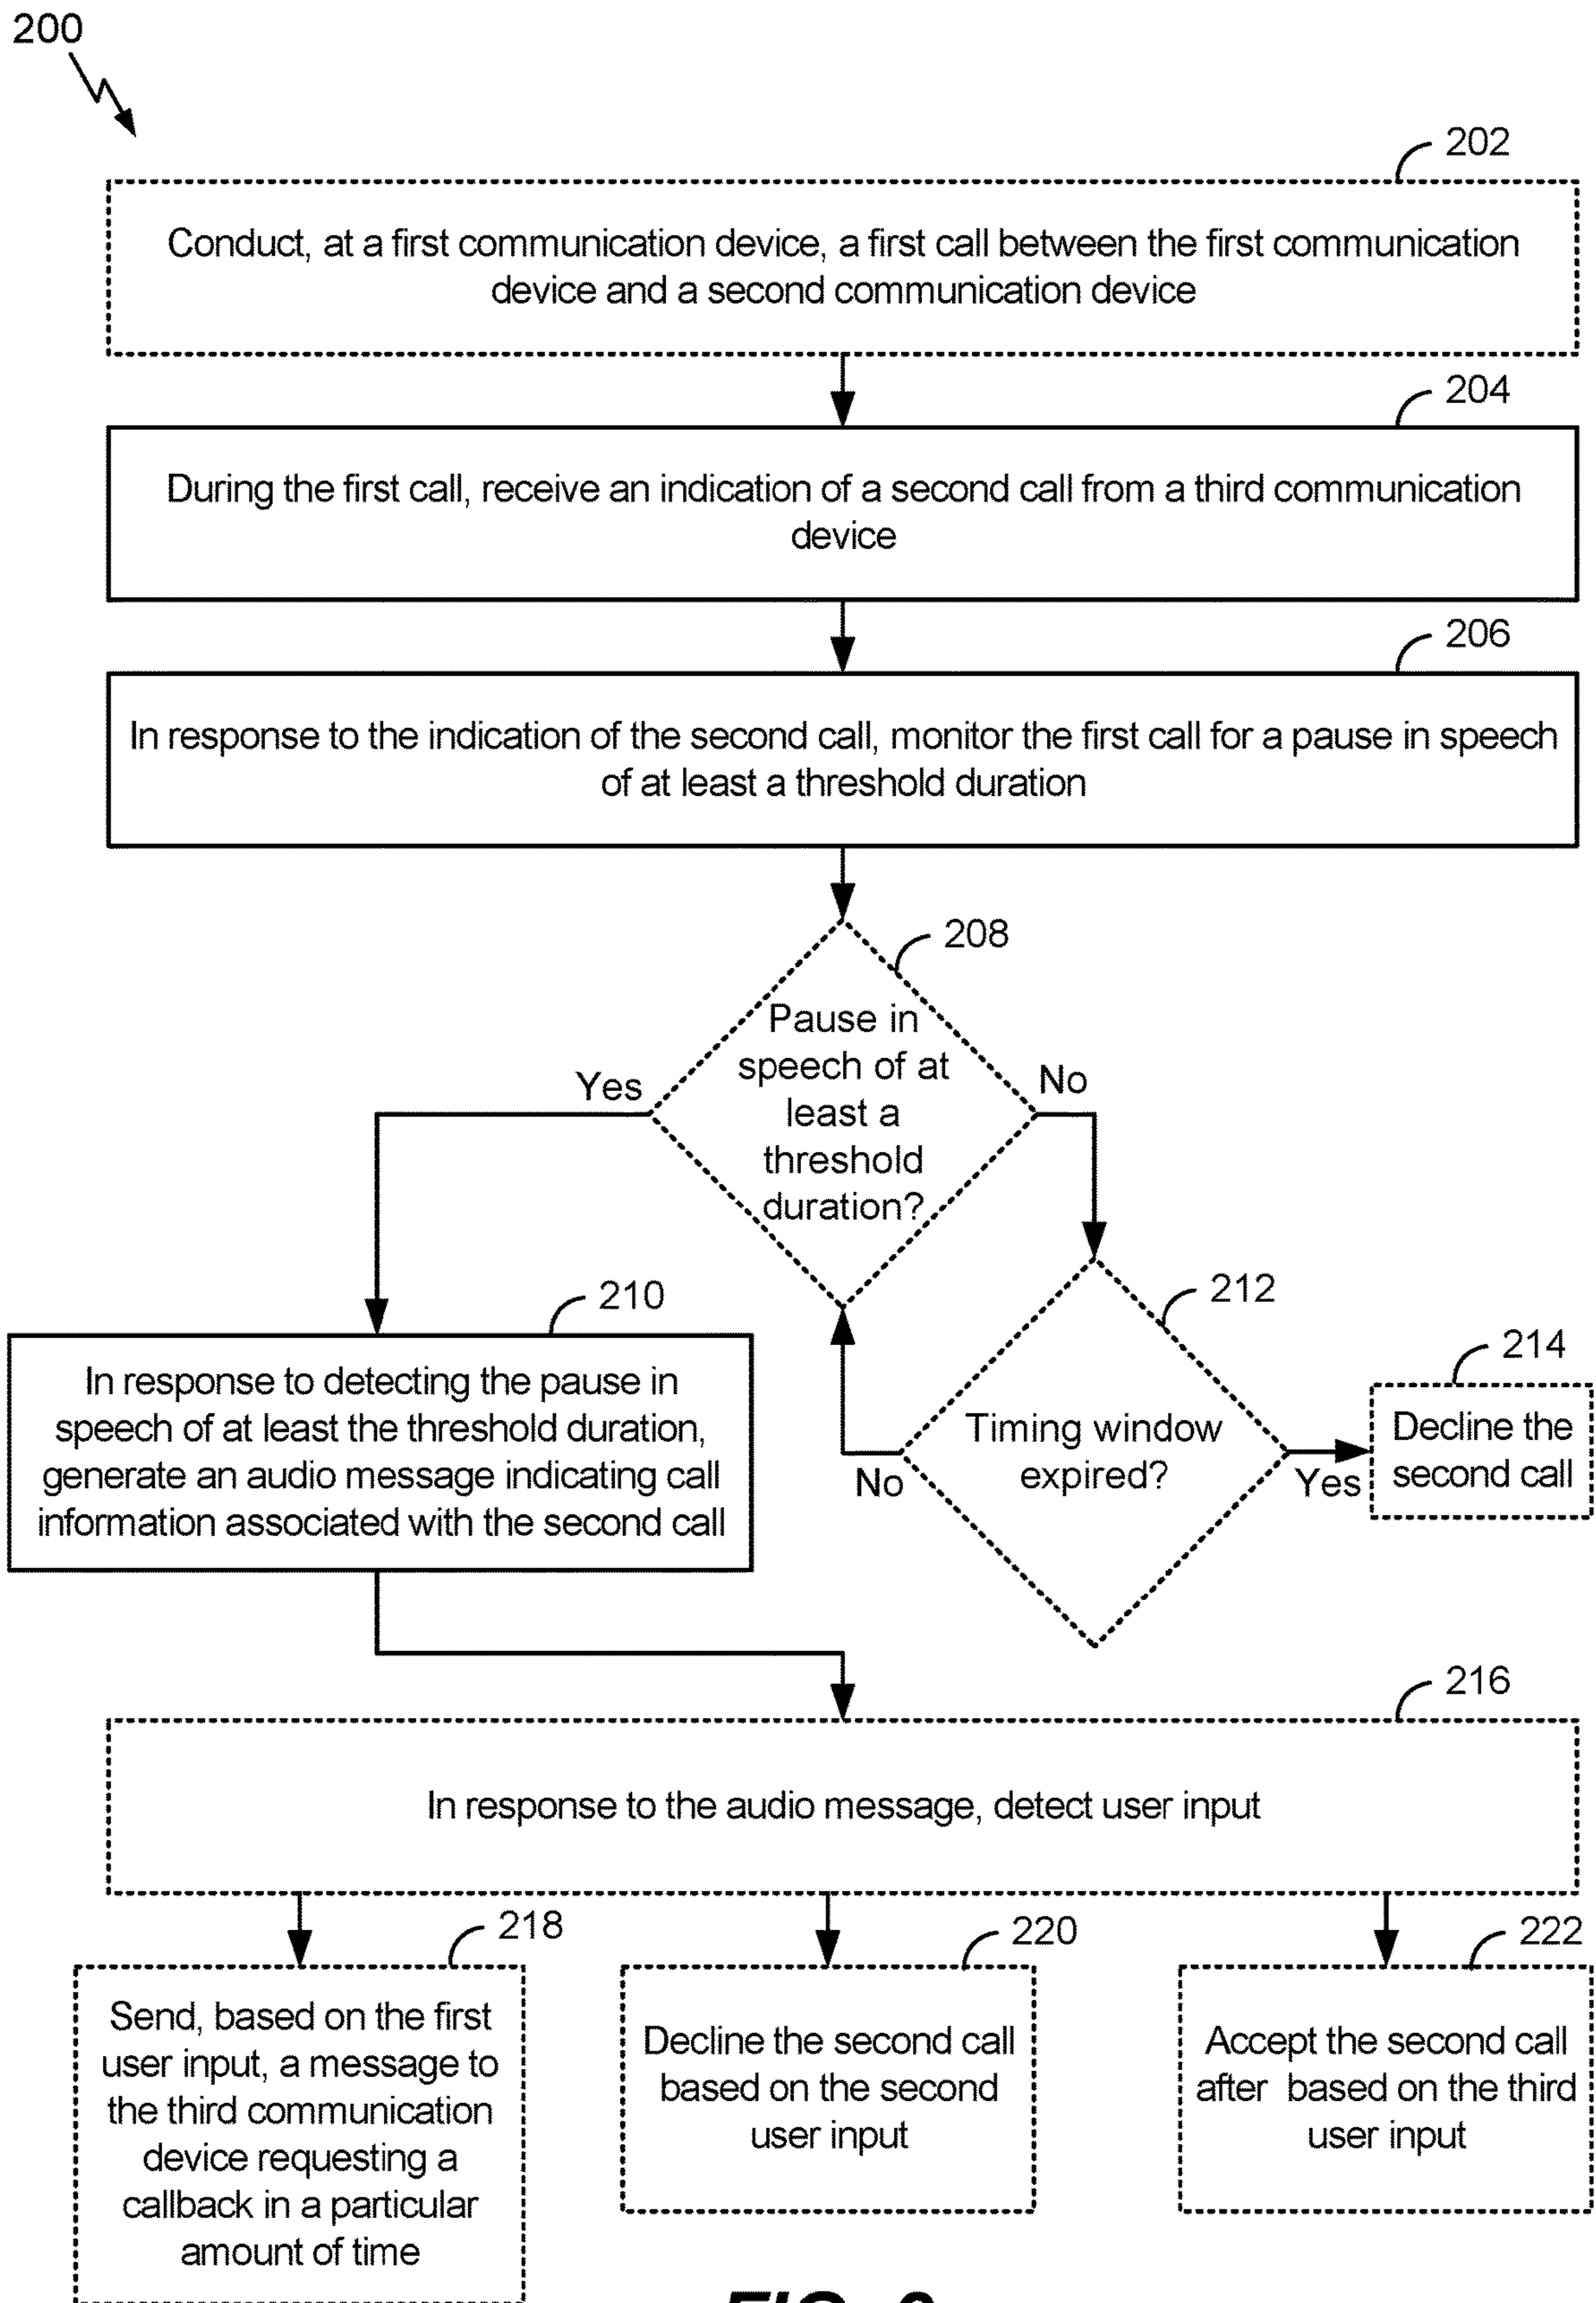 200
202
Conduct, at a first communication device, a first call between the first communication
device and a second communication device
204
During the first call, receive an indication of a second call from a third communication
device
206
In response to the indication of the second call, monitor the first call for a pause in speech
of at least a threshold duration
208
Pause in
speech of at
least a
threshold
duration?
Yes
No
210
In response to detecting the pause in
speech of at least the threshold duration,
generate an audio message indicating call
information associated with the second call
212
Timing window
expired?
No
Yes
214
Decline the
second call
216
In response to the audio message, detect user input
218
Send, based on the first
user input, a message to
the third communication
device requesting a
callback in a particular
amount of time
220
Decline the second call
based on the second
user input
222
Accept the second call
after based on the third
user input